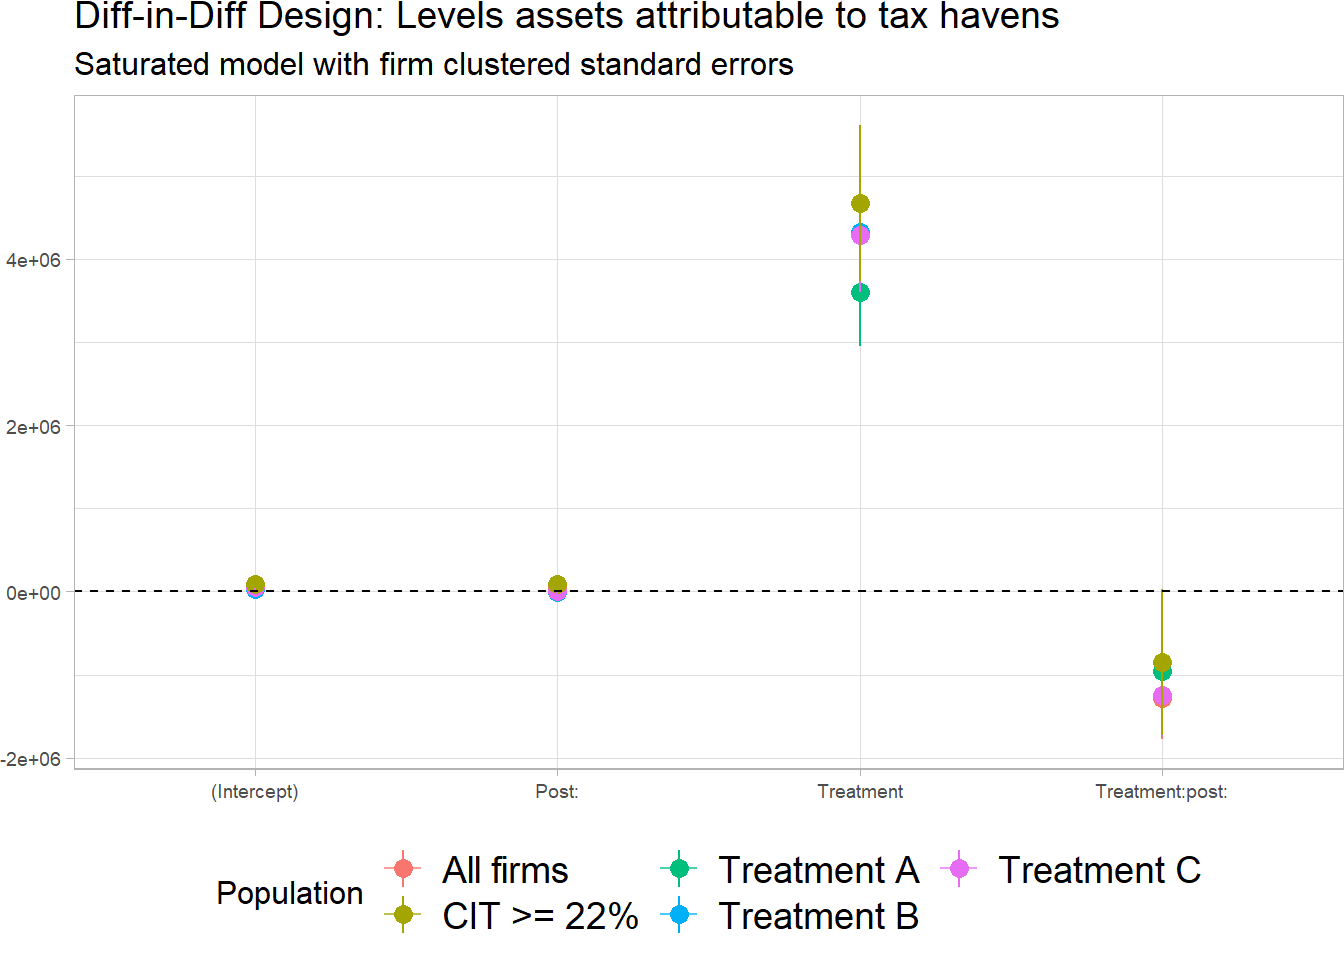 Diff-in-Diff Design: Levels assets attributable to tax havens
Saturated model with firm clustered standard errors
4e+06
2e+06
0e+00
-2e+06
(Intercept) Post: Treatment Treatment:post:
Population
All firms Treatment A Treatment C
CIT >= 22% Treatment B